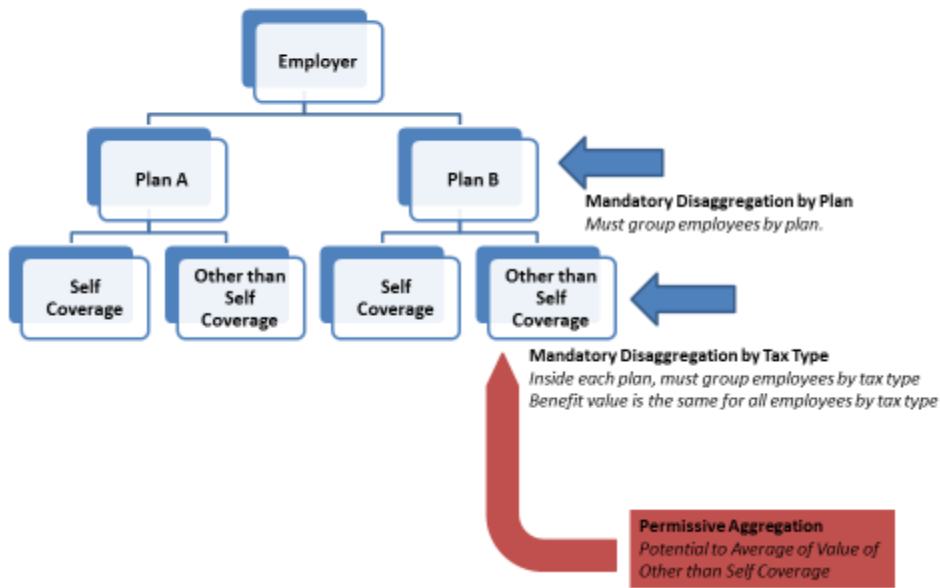 Employer
Plan A
Plan B
Mandatory Disaggregation by Plan
Must group employees by plan.
Self
Coverage
Other than
Self
Coverage
Self
Coverage
Other than
Self
Coverage
Mandatory Disaggregation by Tax Type
Inside each plan, must group employees by tax type
Benefit value is the same for all employees by tax type
Permissive Aggregation
Potential to Average of Value of
Other than Self Coverage